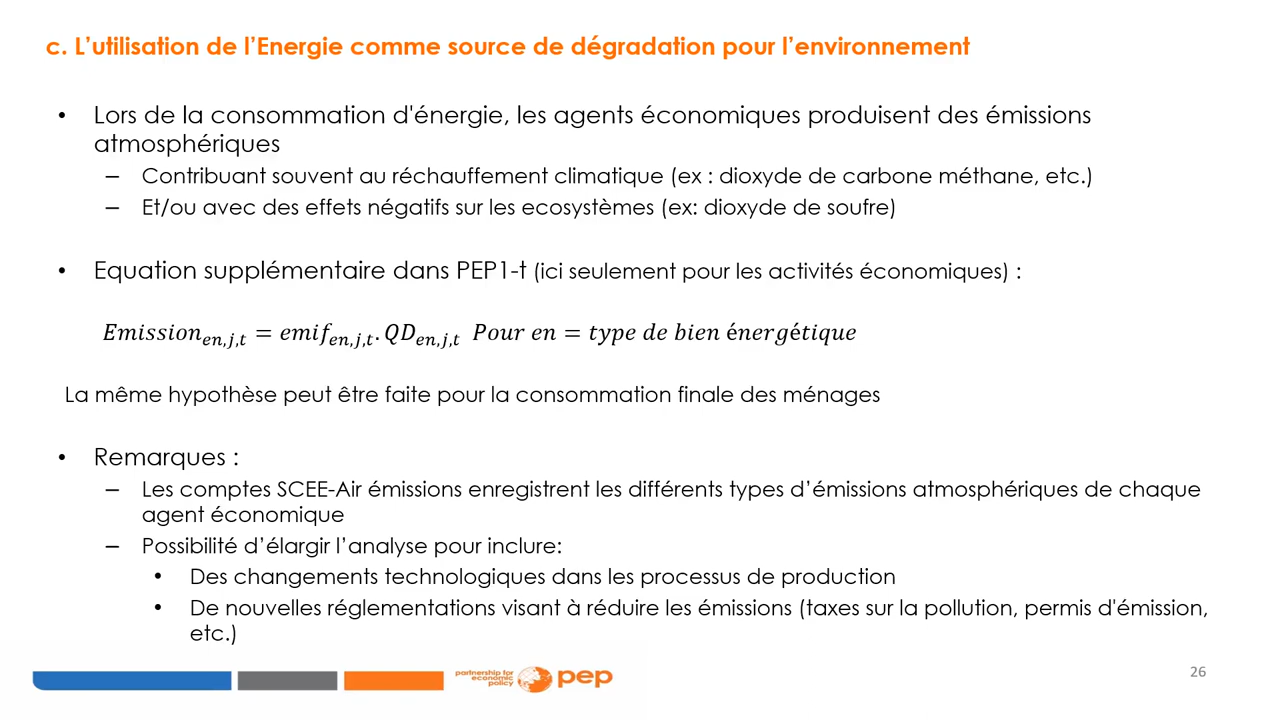 c. L’utilisation de l’Energie comme source de dégradation pour l’environnement
• Lors de la consommation d'énergie, les agents économiques produisent des émissions
atmosphériques
– Contribuant souvent au réchauffement climatique (ex : dioxyde de carbone méthane, etc.)
– Et/ou avec des effets négatifs sur les ecosystèmes (ex: dioxyde de soufre)
• Equation supplémentaire dans PEP1-t (ici seulement pour les activités économiques) :
Emission_{en,j,t} = emif_{en,j,t}. QD_{en,j,t} Pour en = type de bien énergétique
La même hypothèse peut être faite pour la consommation finale des ménages
• Remarques :
– Les comptes SCEE-Air émissions enregistrent les différents types d’émissions atmosphériques de chaque
agent économique
– Possibilité d’élargir l’analyse pour inclure:
• Des changements technologiques dans les processus de production
• De nouvelles réglementations visant à réduire les émissions (taxes sur la pollution, permis d'émission,
etc.)
partnership for
economic
policy
pep
26